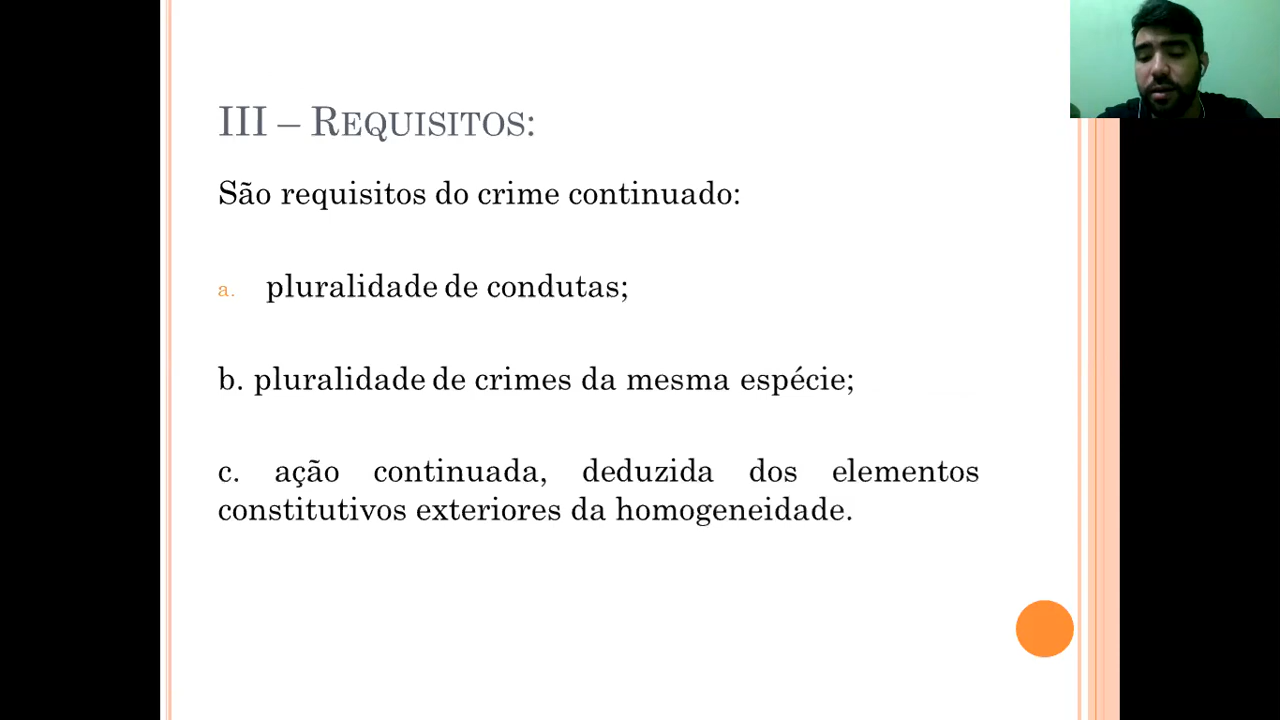 III – Requisitos:
São requisitos do crime continuado:
a. pluralidade de condutas;
b. pluralidade de crimes da mesma espécie;
c. ação continuada, deduzida dos elementos
constitutivos exteriores da homogeneidade.